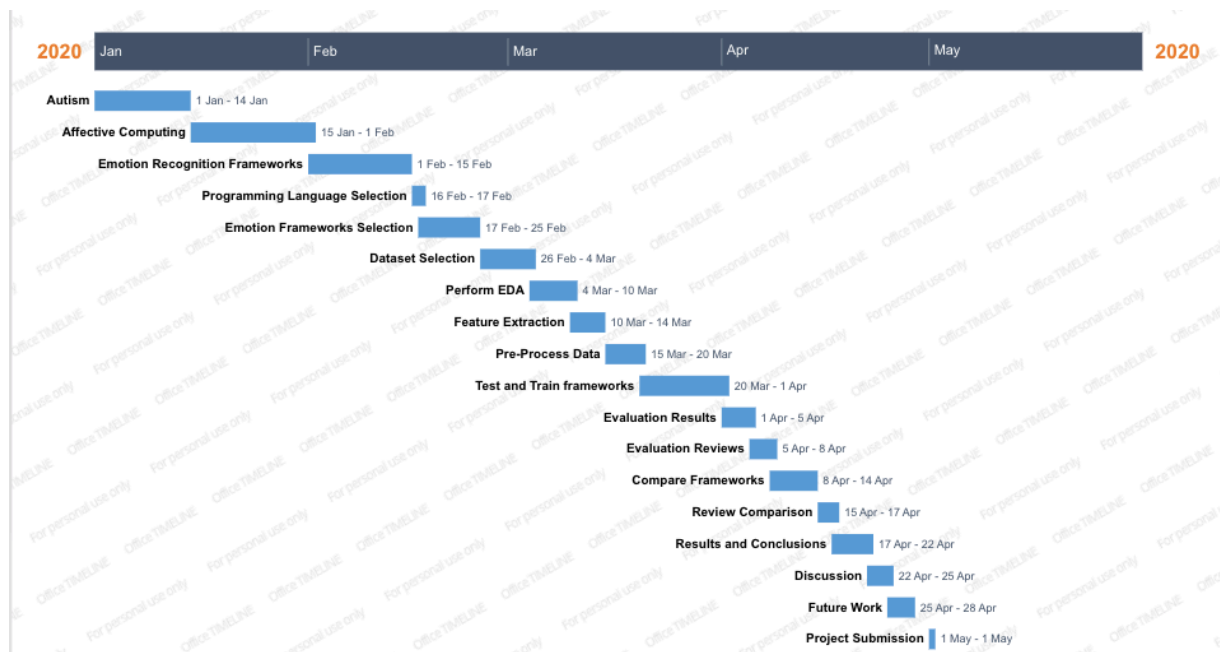 2020 Jan Feb Mar Apr May 2020
Autism 1 Jan - 14 Jan
Affective Computing 15 Jan - 1 Feb
Emotion Recognition Frameworks 1 Feb - 15 Feb
Programming Language Selection 16 Feb - 17 Feb
Emotion Frameworks Selection 17 Feb - 25 Feb
Dataset Selection 26 Feb - 4 Mar
Perform EDA 4 Mar - 10 Mar
Feature Extraction 10 Mar - 14 Mar
Pre-Process Data 15 Mar - 20 Mar
Test and Train frameworks 20 Mar - 1 Apr
Evaluation Results 1 Apr - 5 Apr
Evaluation Reviews 5 Apr - 8 Apr
Compare Frameworks 8 Apr - 14 Apr
Review Comparison 15 Apr - 17 Apr
Results and Conclusions 17 Apr - 22 Apr
Discussion 22 Apr - 25 Apr
Future Work 25 Apr - 28 Apr
Project Submission 1 May - 1 May
For personal use only
Office TIMELINE